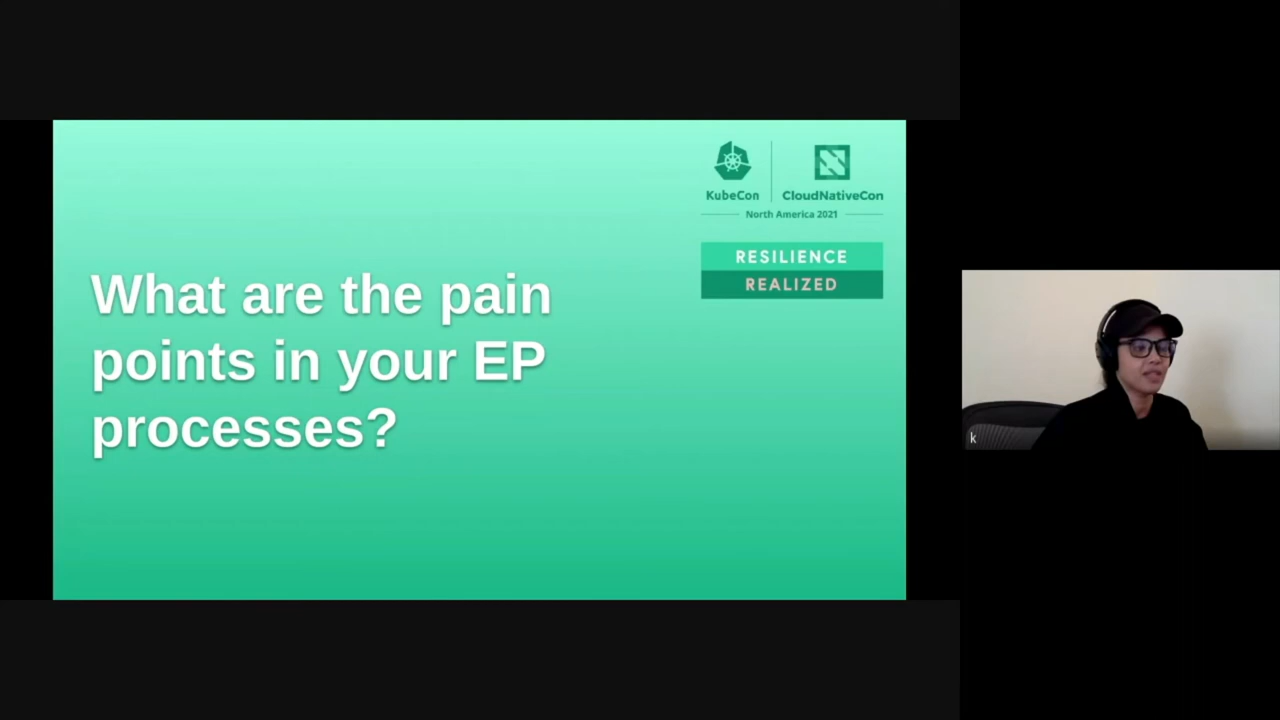 KubeCon
CloudNativeCon
North America 2021
RESILIENCE
REALIZED
What are the pain
points in your EP
processes?
k